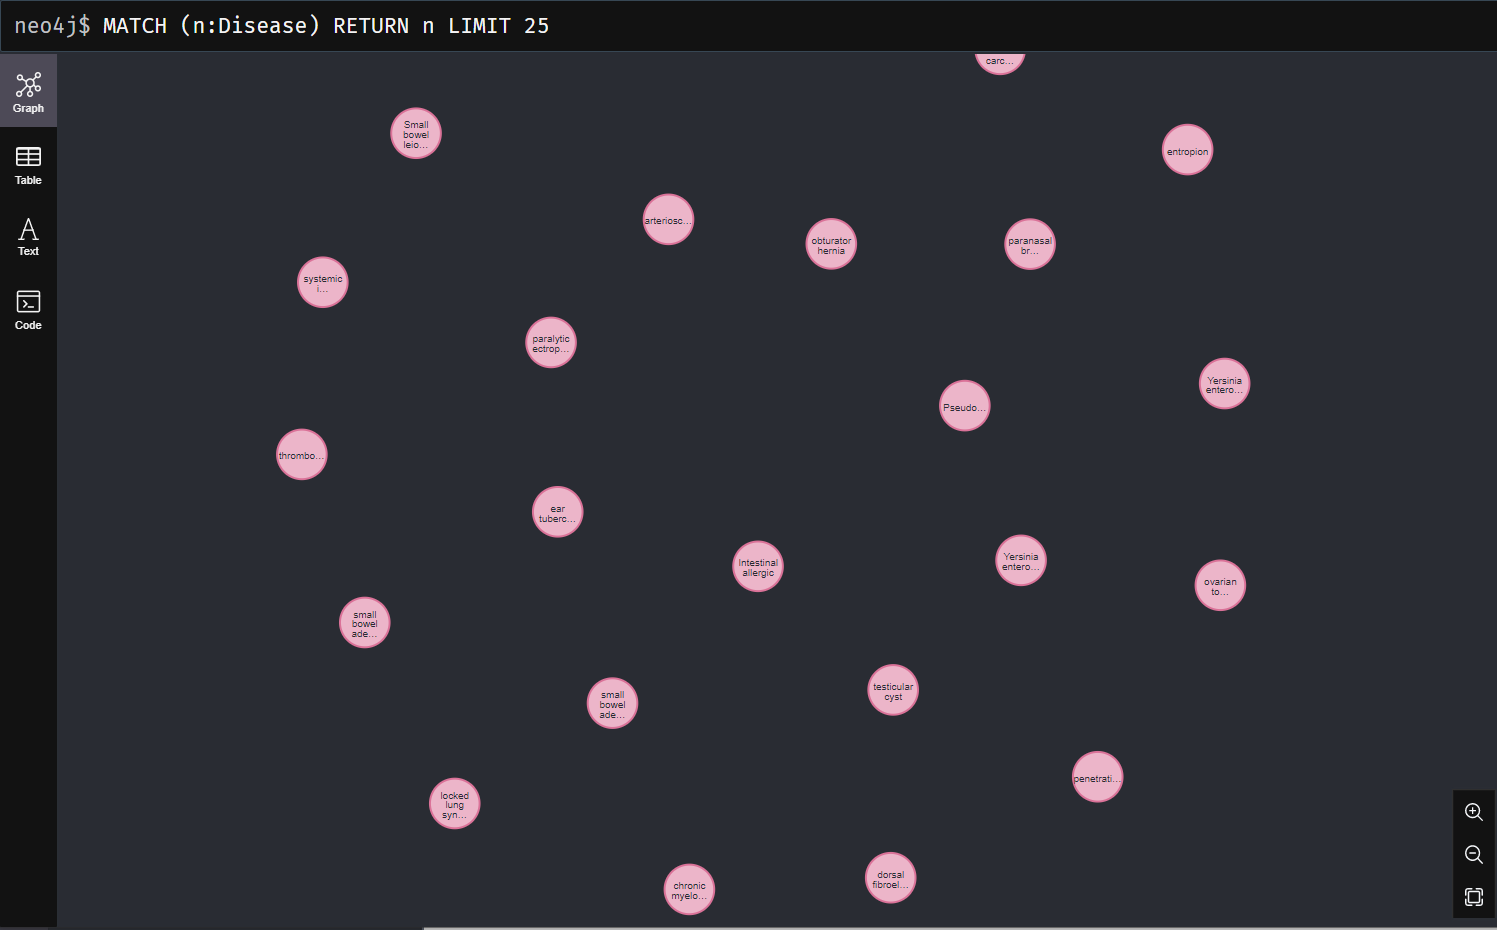 neo4j$ MATCH (n:Disease) RETURN n LIMIT 25
Graph
Table
Text
Code
carc...
Small
bowel
leio...
entropion
arteriosc...
obturator
hernia
paranasal
br...
systemic
i...
paralytic
ectrop...
Yersinia
entero...
Pseudo...
thrombo...
ear
tuberc...
Intestinal
allergic
Yersinia
entero...
ovarian
to...
small
bowel
ade...
small
bowel
ade...
testicular
cyst
penetrati...
locked
lung
syn...
chronic
myelo...
dorsal
fibroel...